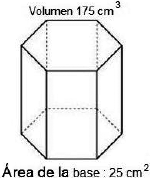 Volumen 175 cm³
Área de la base : 25 cm²